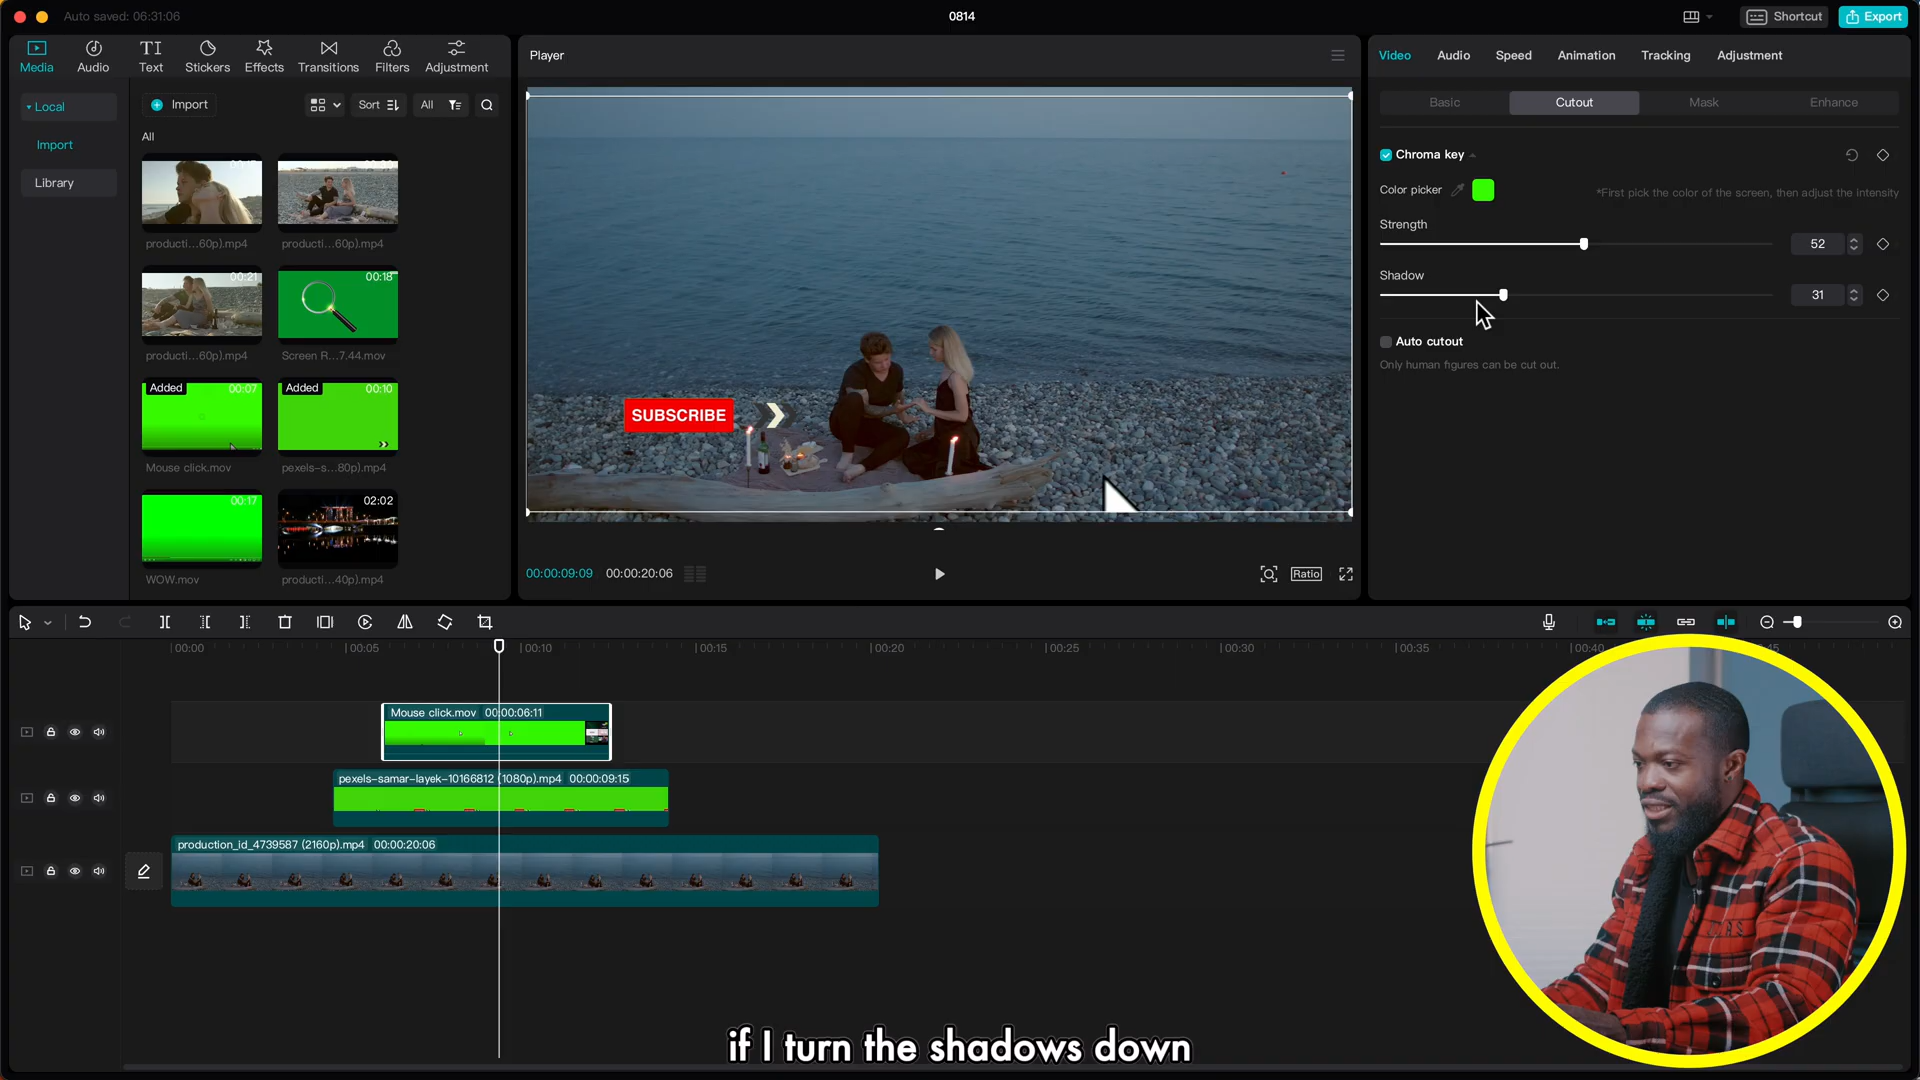 Auto saved: 06:31:06
0814
Shortcut
Export
Media
Audio
Text
Stickers
Effects
Transitions
Filters
Adjustment
Local
Import
Library
Import
Sort
All
All
producti...60p).mp4
producti...60p).mp4
00:21
00:18
producti...60p).mp4
Screen R...7.44.mov
Added 00:07
Added 00:10
Mouse click.mov
pexels-s...80p).mp4
00:17
02:02
WOW.mov
producti...40p).mp4
Player
SUBSCRIBE
00:00:09:09 00:00:20:06
Ratio
Video
Audio
Speed
Animation
Tracking
Adjustment
Basic
Cutout
Mask
Enhance
Chroma key
Color picker
*First pick the color of the screen, then adjust the intensity
Strength
52
Shadow
31
Auto cutout
Only human figures can be cut out.
00:00
00:05
00:10
00:15
00:20
00:25
00:30
00:35
00:40
Mouse click.mov 00:00:06:11
pexels-samar-layek-10166812 (1080p).mp4 00:00:09:15
production_id_4739587 (2160p).mp4 00:00:20:06
if I turn the shadows down